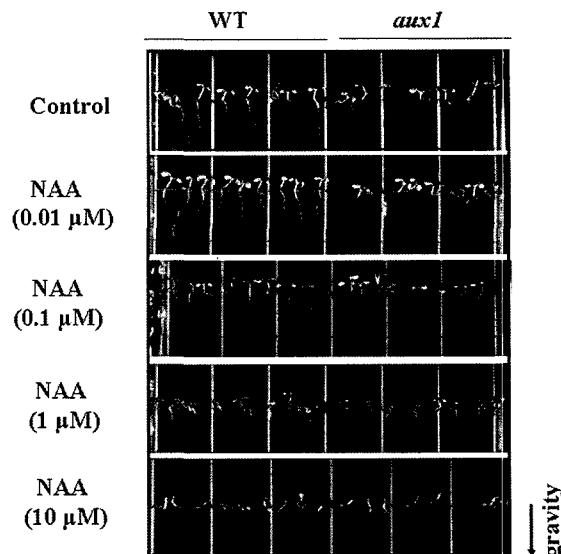 WT aux1
Control
NAA
(0.01 µM)
NAA
(0.1 µM)
NAA
(1 µM)
NAA
(10 µM)
gravity